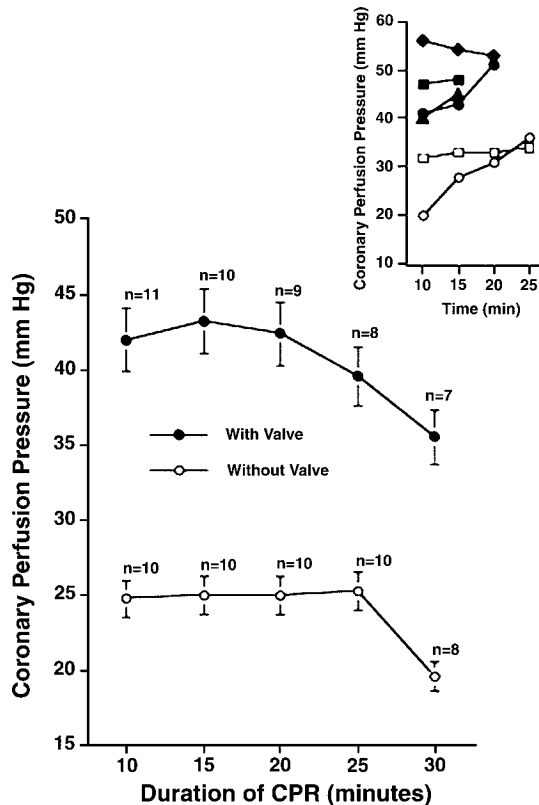 Coronary Perfusion Pressure (mm Hg)
60
50
40
30
20
10
10 15 20 25
Time (min)
Coronary Perfusion Pressure (mm Hg)
50
45
40
35
30
25
20
15
n=11
n=10
n=9
n=8
n=7
With Valve
Without Valve
n=10
n=10
n=10
n=10
n=8
10 15 20 25 30
Duration of CPR (minutes)